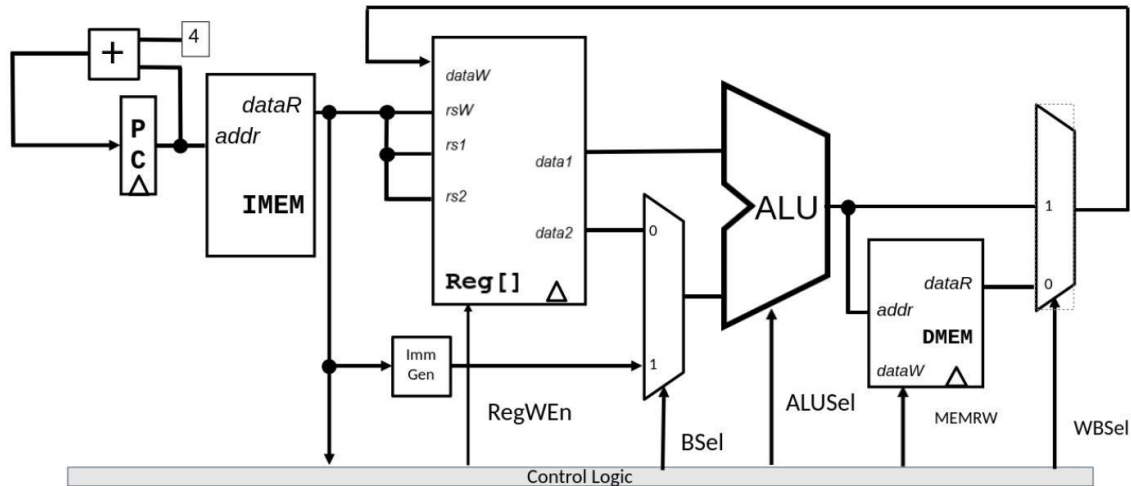 +
4
P
C
dataR
addr
IMEM
dataW
rsW
rs1
rs2
data1
data2
Reg[]
Imm
Gen
0
1
ALU
dataR
addr
DMEM
dataW
1
0
RegWEn
BSel
ALUSel
MEMRW
WBSel
Control Logic